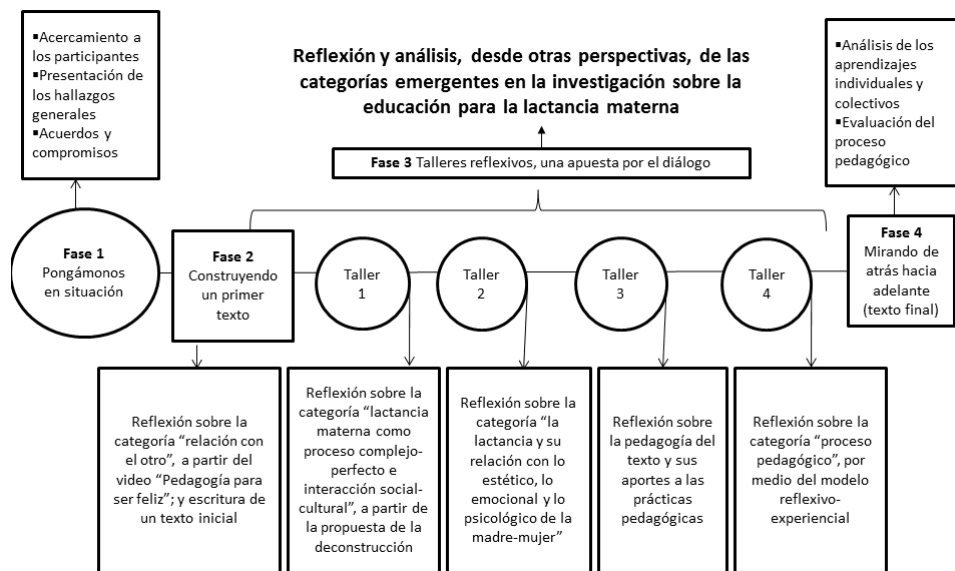 ▪Acercamiento a
los participantes
▪Presentación de
los hallazgos
generales
▪Acuerdos y
compromisos
Reflexión y análisis, desde otras perspectivas, de las
categorías emergentes en la investigación sobre la
educación para la lactancia materna
▪Análisis de los
aprendizajes
individuales y
colectivos
▪Evaluación del
proceso
pedagógico
Fase 3 Talleres reflexivos, una apuesta por el diálogo
Fase 1
Pongámonos
en situación
Fase 2
Construyendo
un primer
texto
Taller
1
Taller
2
Taller
3
Taller
4
Fase 4
Mirando de
atrás hacia
adelante
(texto final)
Reflexión sobre la
categoría “relación con
el otro”, a partir del
video “Pedagogía para
ser feliz”; y escritura de
un texto inicial
Reflexión sobre la
categoría “lactancia
materna como
proceso complejo-
perfecto e
interacción social-
cultural”, a partir de
la propuesta de la
deconstrucción
Reflexión sobre la
categoría “la
lactancia y su
relación con lo
estético, lo
emocional y lo
psicológico de la
madre-mujer”
Reflexión sobre
la pedagogía del
texto y sus
aportes a las
prácticas
pedagógicas
Reflexión sobre la
categoría “proceso
pedagógico”, por
medio del modelo
reflexivo-
experiencial